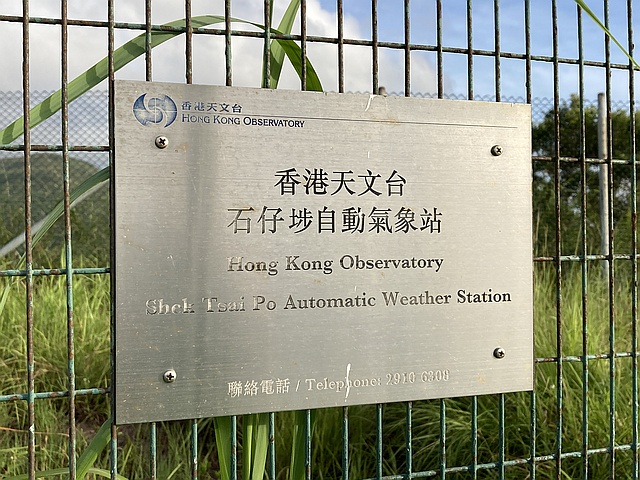 香港天文台
HONG KONG OBSERVATORY
香港天文台
石仔埗自動氣象站
Hong Kong Observatory
Shek Tsai Po Automatic Weather Station
聯絡電話 / Telephone: 2910 6308